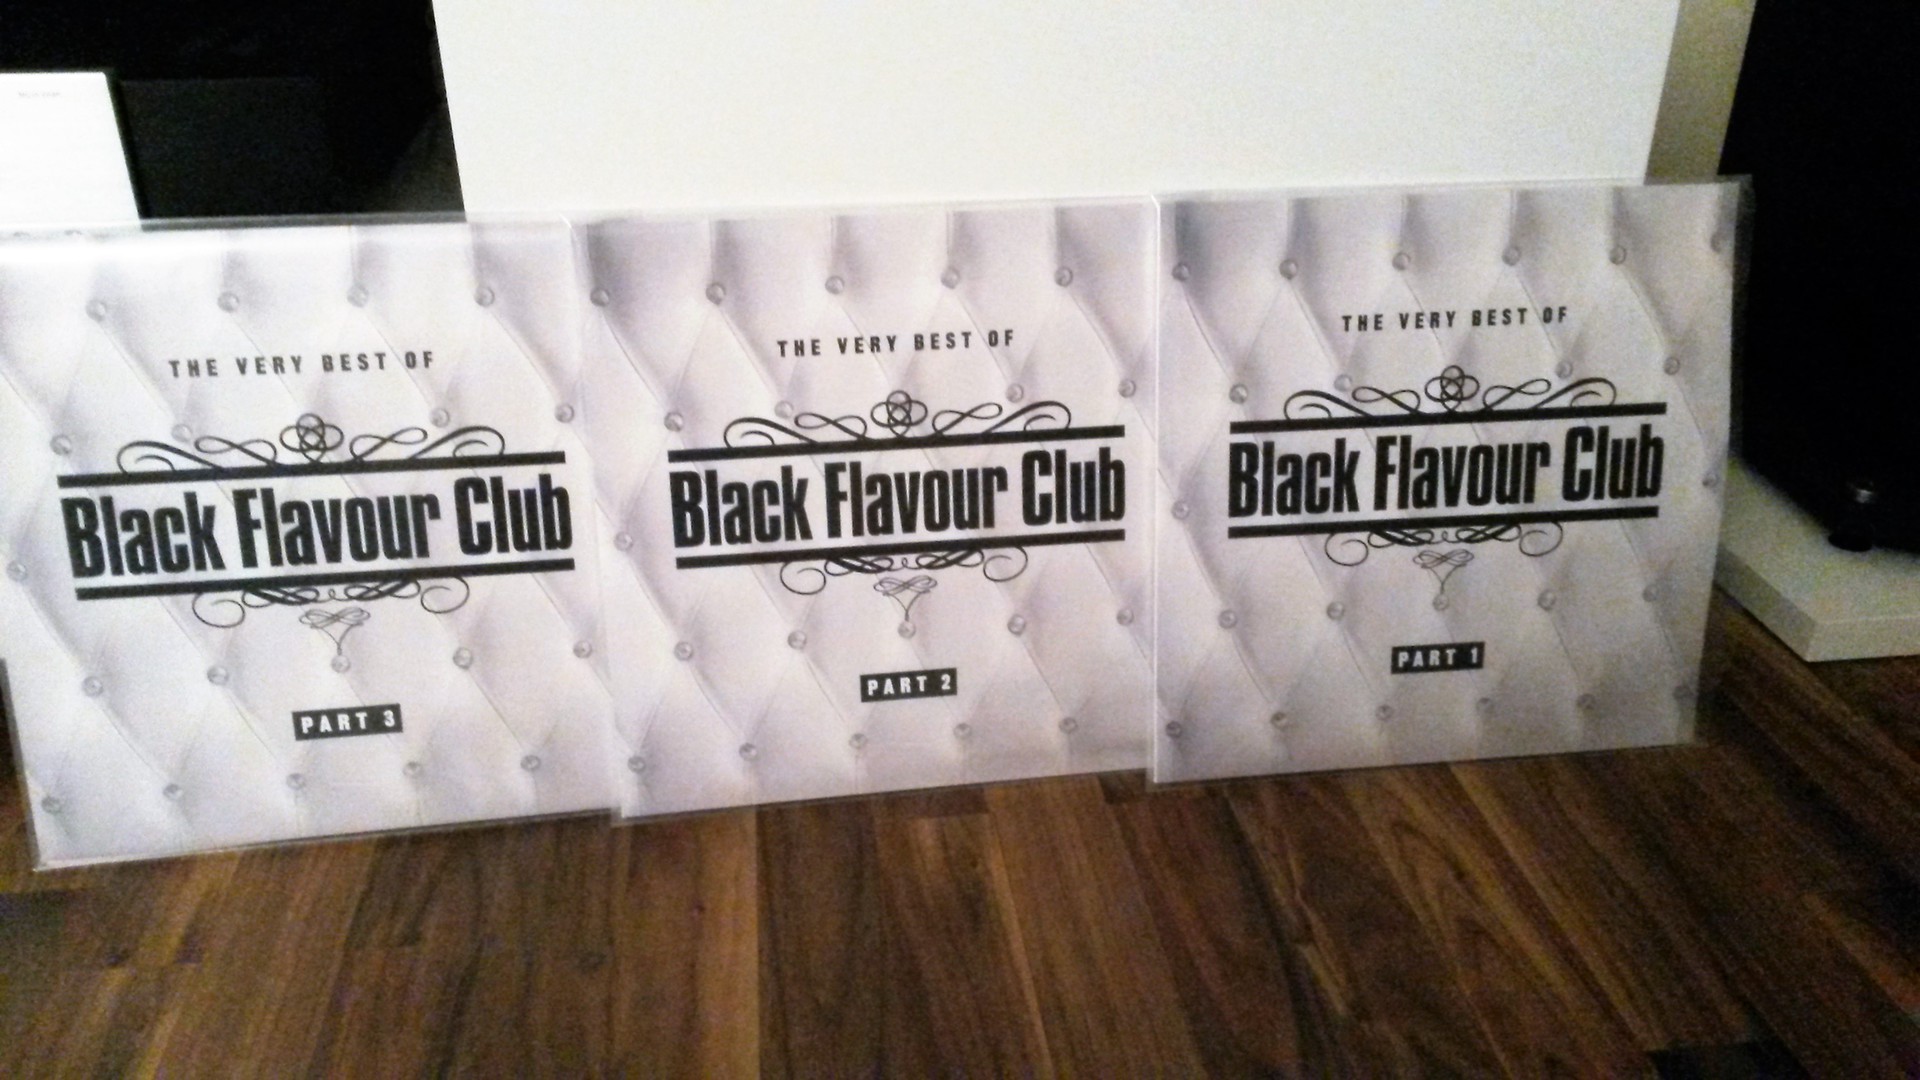 THE VERY BEST OF
Black Flavour Club
PART 3
THE VERY BEST OF
Black Flavour Club
PART 2
THE VERY BEST OF
Black Flavour Club
PART 1